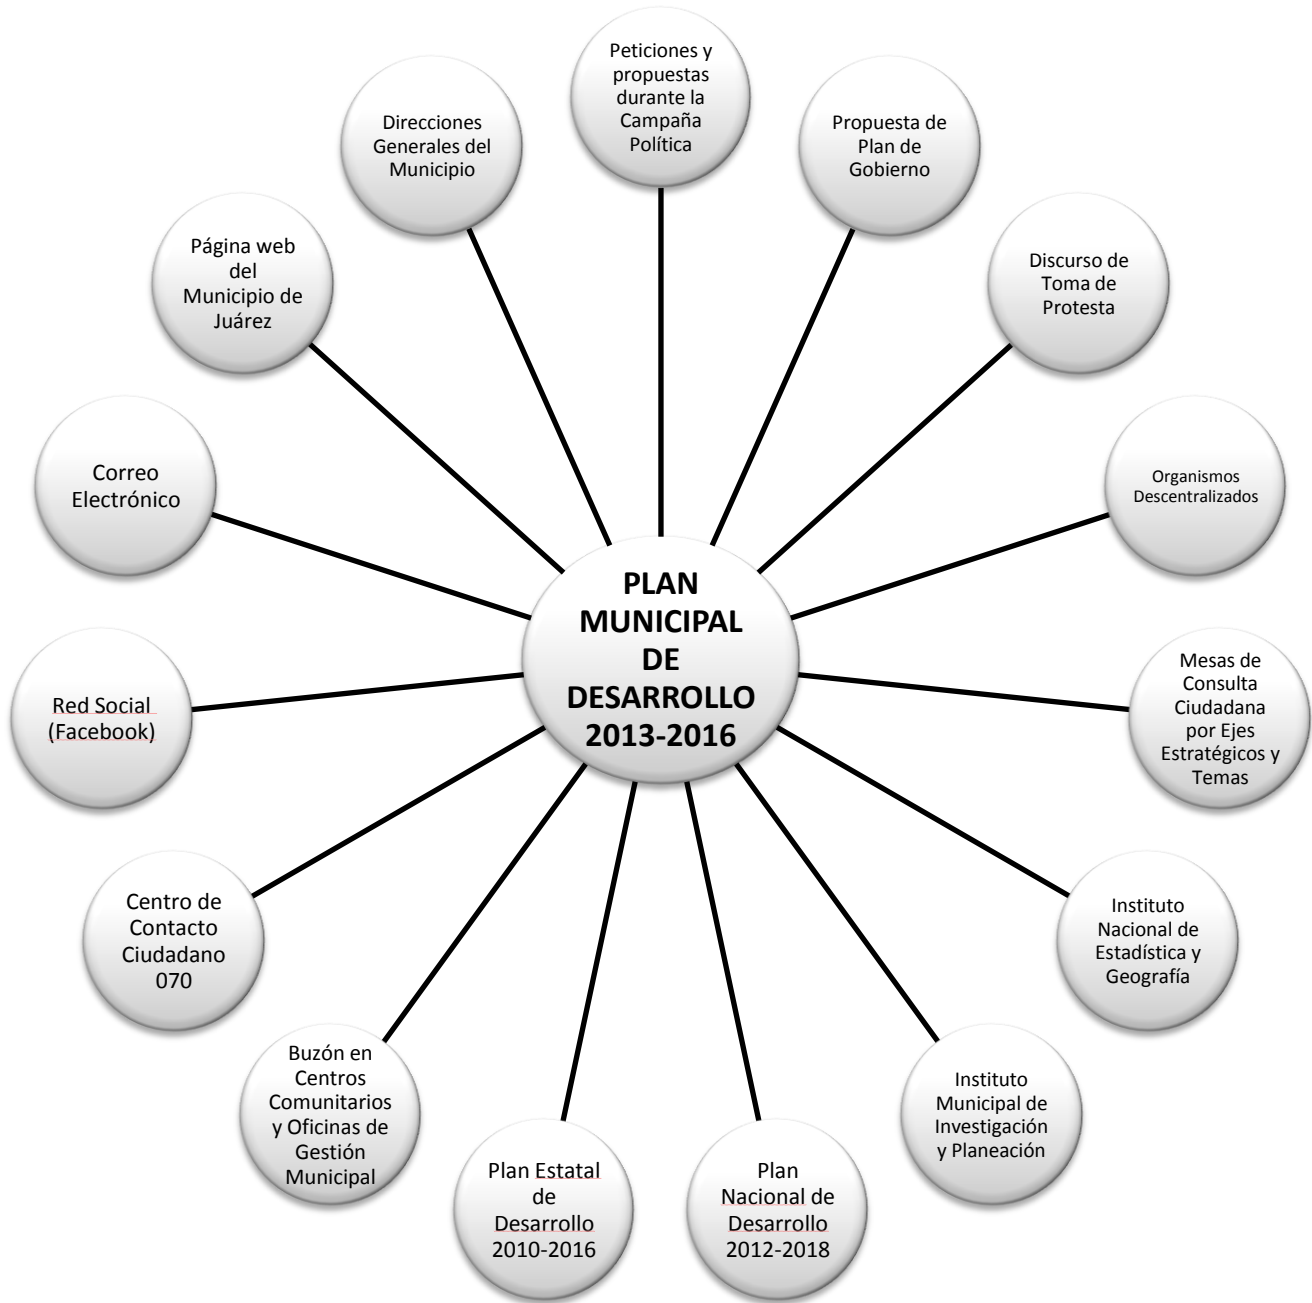 Peticiones y
propuestas
durante la
Campaña
Política
Propuesta de
Plan de
Gobierno
Discurso de
Toma de
Protesta
Organismos
Descentralizados
Mesas de
Consulta
Ciudadana
por Ejes
Estratégicos y
Temas
Instituto
Nacional de
Estadística y
Geografía
Instituto
Municipal de
Investigación
y Planeación
Plan
Nacional de
Desarrollo
2012-2018
Plan Estatal
de
Desarrollo
2010-2016
Buzón en
Centros
Comunitarios
y Oficinas de
Gestión
Municipal
Centro de
Contacto
Ciudadano
070
Red Social
(Facebook)
Correo
Electrónico
Página web
del
Municipio de
Juárez
Direcciones
Generales del
Municipio
PLAN
MUNICIPAL
DE
DESARROLLO
2013-2016